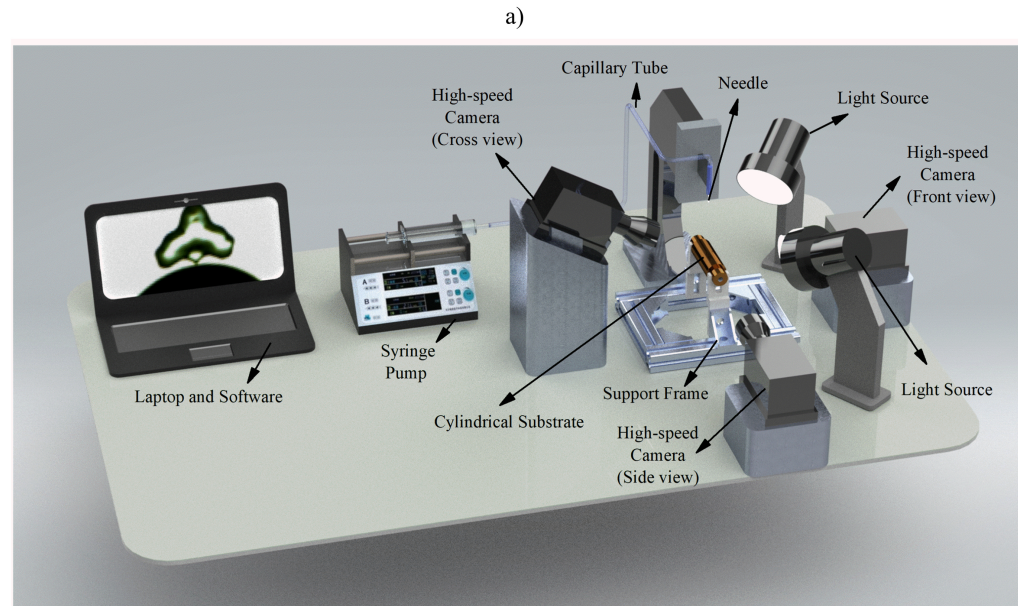 a)
Capillary Tube
Needle
High-speed
Camera
(Cross view)
Light Source
High-speed
Camera
(Front view)
A
B
Syringe
Pump
Laptop and Software
Cylindrical Substrate
Support Frame
Light Source
High-speed
Camera
(Side view)